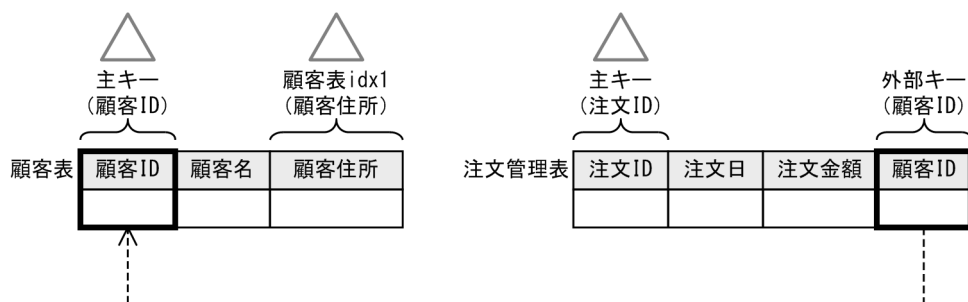 主キー
(顧客ID)
顧客表idx1
(顧客住所)
主キー
(注文ID)
外部キー
(顧客ID)
顧客表 顧客ID 顧客名 顧客住所
注文管理表 注文ID 注文日 注文金額 顧客ID